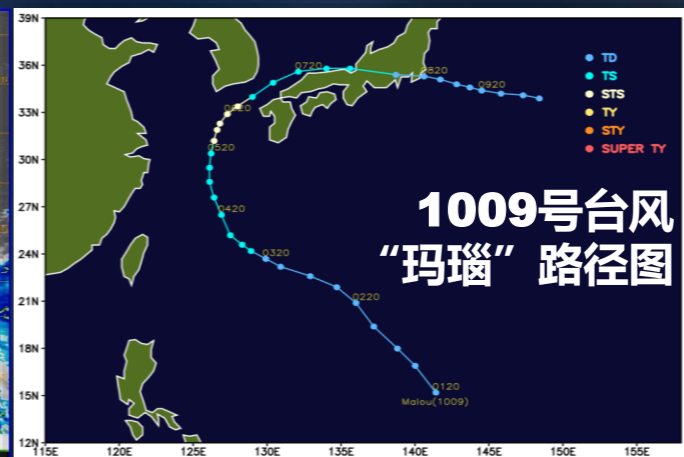 39N
36N
33N
30N
27N
24N
21N
18N
15N
12N
115E
120E
125E
130E
135E
140E
145E
150E
155E
TD
TS
STS
TY
STY
SUPER TY
0720
0820
0920
0620
0520
0420
0320
0220
0120
Malou(1009)
1009号台风
“玛瑙”路径图